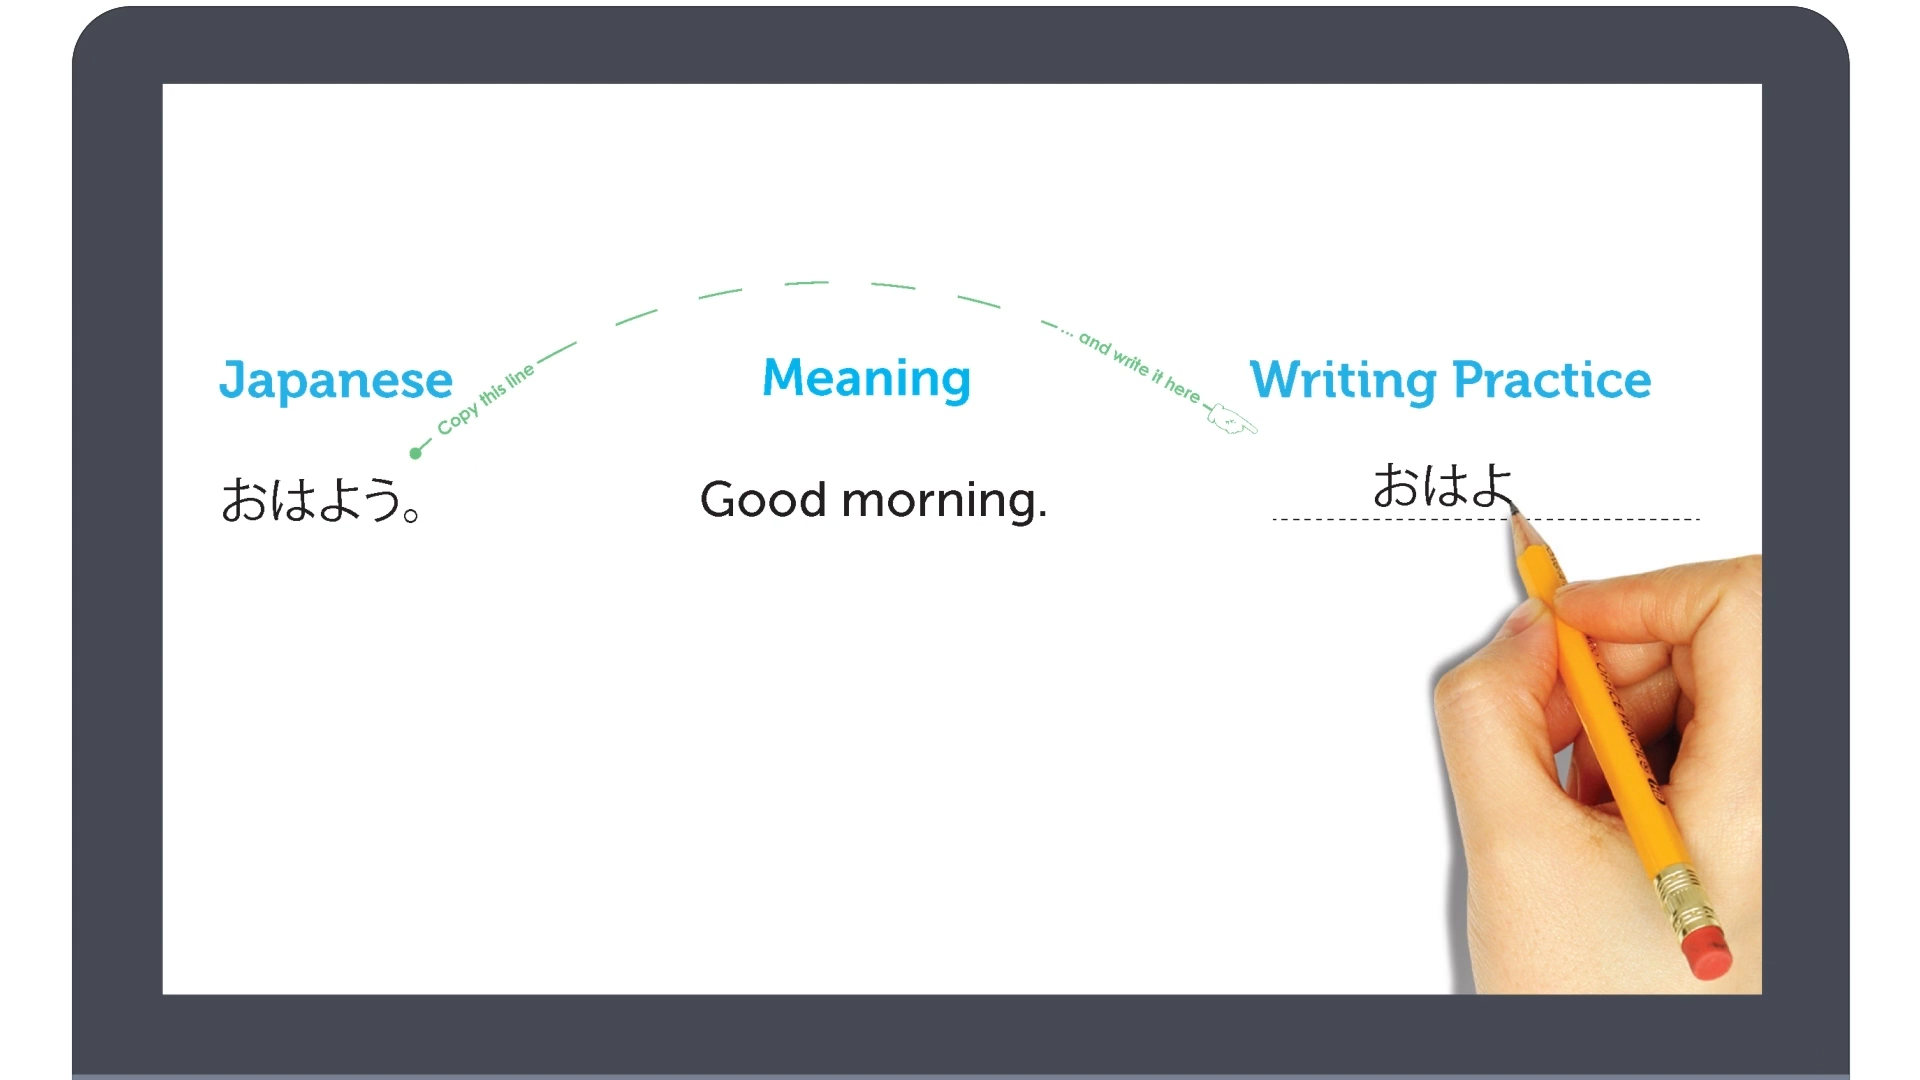 Japanese
Meaning
Writing Practice
Copy this line
... and write it here
おはよう。
Good morning.
おはよ